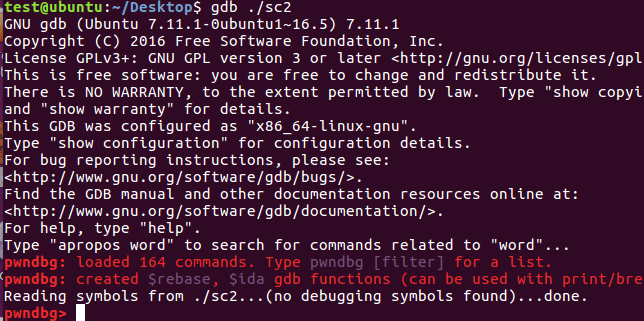 test@ubuntu:~/Desktop$ gdb ./sc2
GNU gdb (Ubuntu 7.11.1-0ubuntu1~16.5) 7.11.1
Copyright (C) 2016 Free Software Foundation, Inc.
License GPLv3+: GNU GPL version 3 or later <http://gnu.org/licenses/gpl
This is free software: you are free to change and redistribute it.
There is NO WARRANTY, to the extent permitted by law.  Type "show copyi
and "show warranty" for details.
This GDB was configured as "x86_64-linux-gnu".
Type "show configuration" for configuration details.
For bug reporting instructions, please see:
<http://www.gnu.org/software/gdb/bugs/>.
Find the GDB manual and other documentation resources online at:
<http://www.gnu.org/software/gdb/documentation/>.
For help, type "help".
Type "apropos word" to search for commands related to "word"...
pwndbg: loaded 164 commands. Type pwndbg [filter] for a list.
pwndbg: created $rebase, $ida gdb functions (can be used with print/bre
Reading symbols from ./sc2...(no debugging symbols found)...done.
pwndbg>